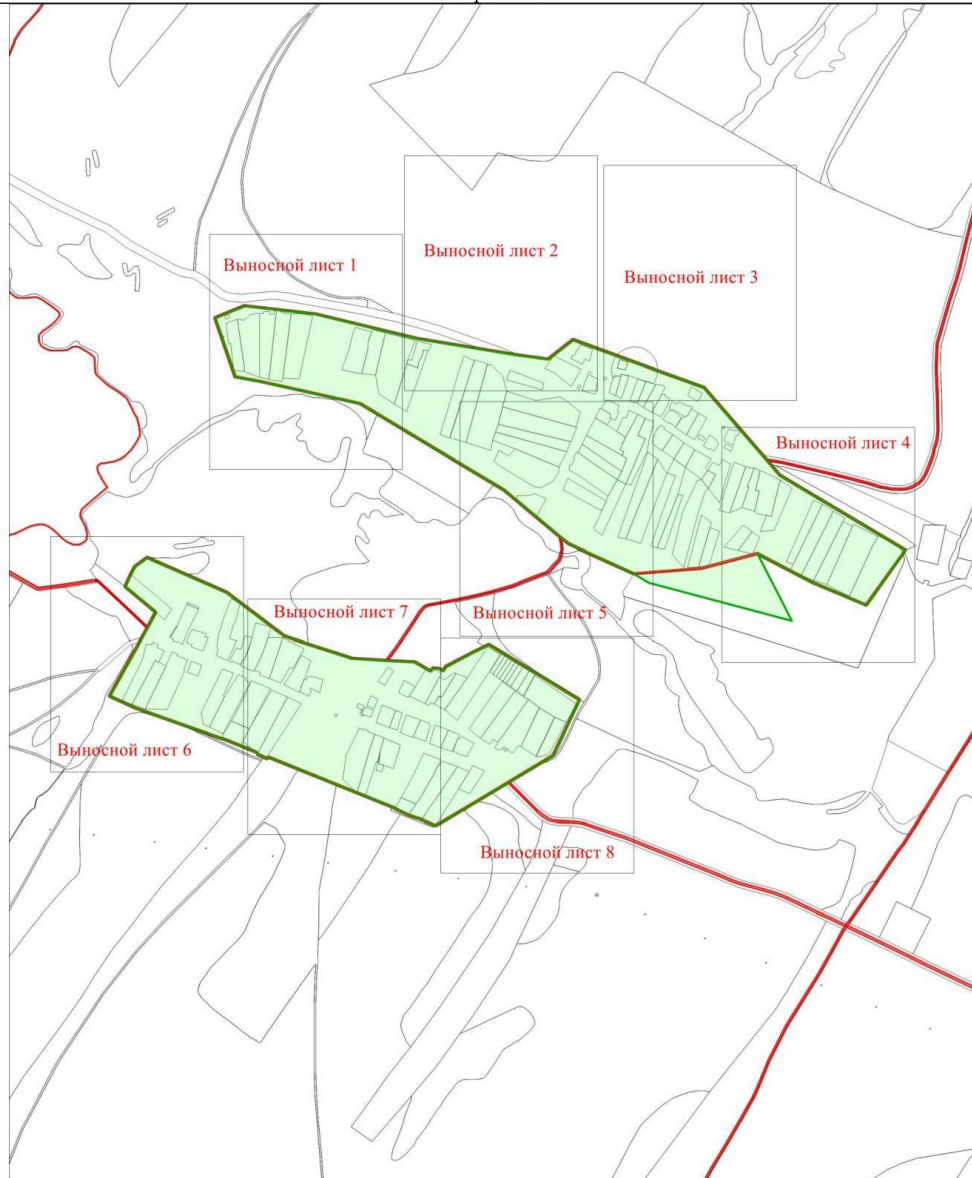 Выносной лист 1
Выносной лист 2
Выносной лист 3
Выносной лист 4
Выносной лист 5
Выносной лист 7
Выносной лист 6
Выносной лист 8